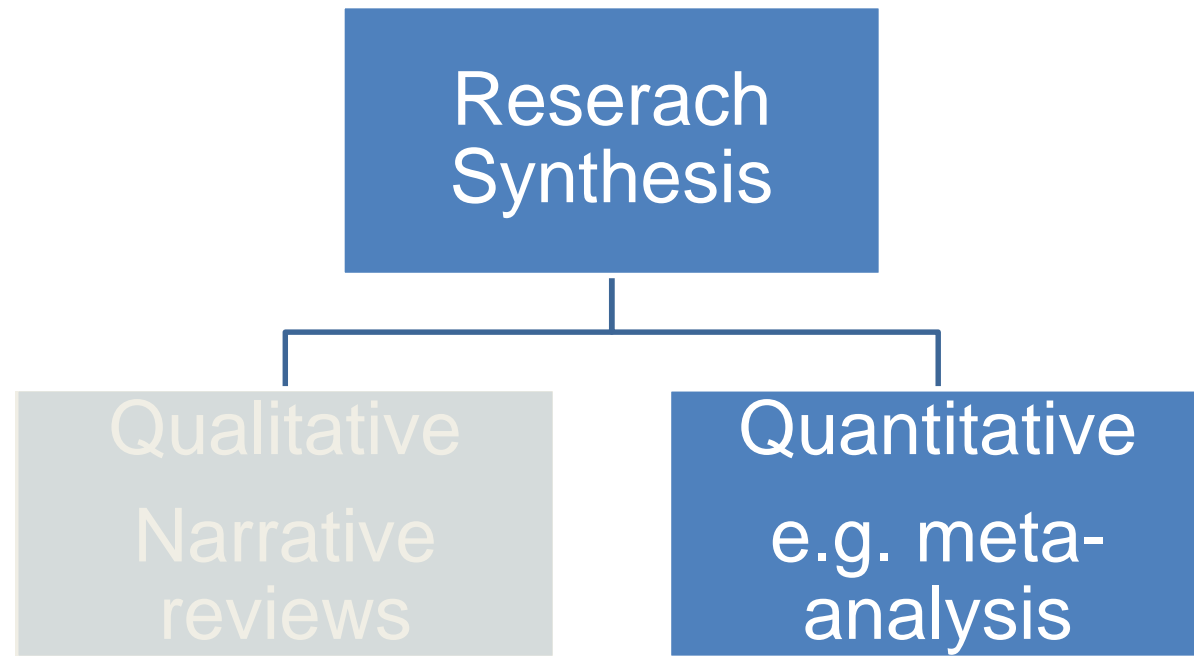 Reserach
Synthesis
Qualitative
Narrative
reviews
Quantitative
e.g. meta-
analysis